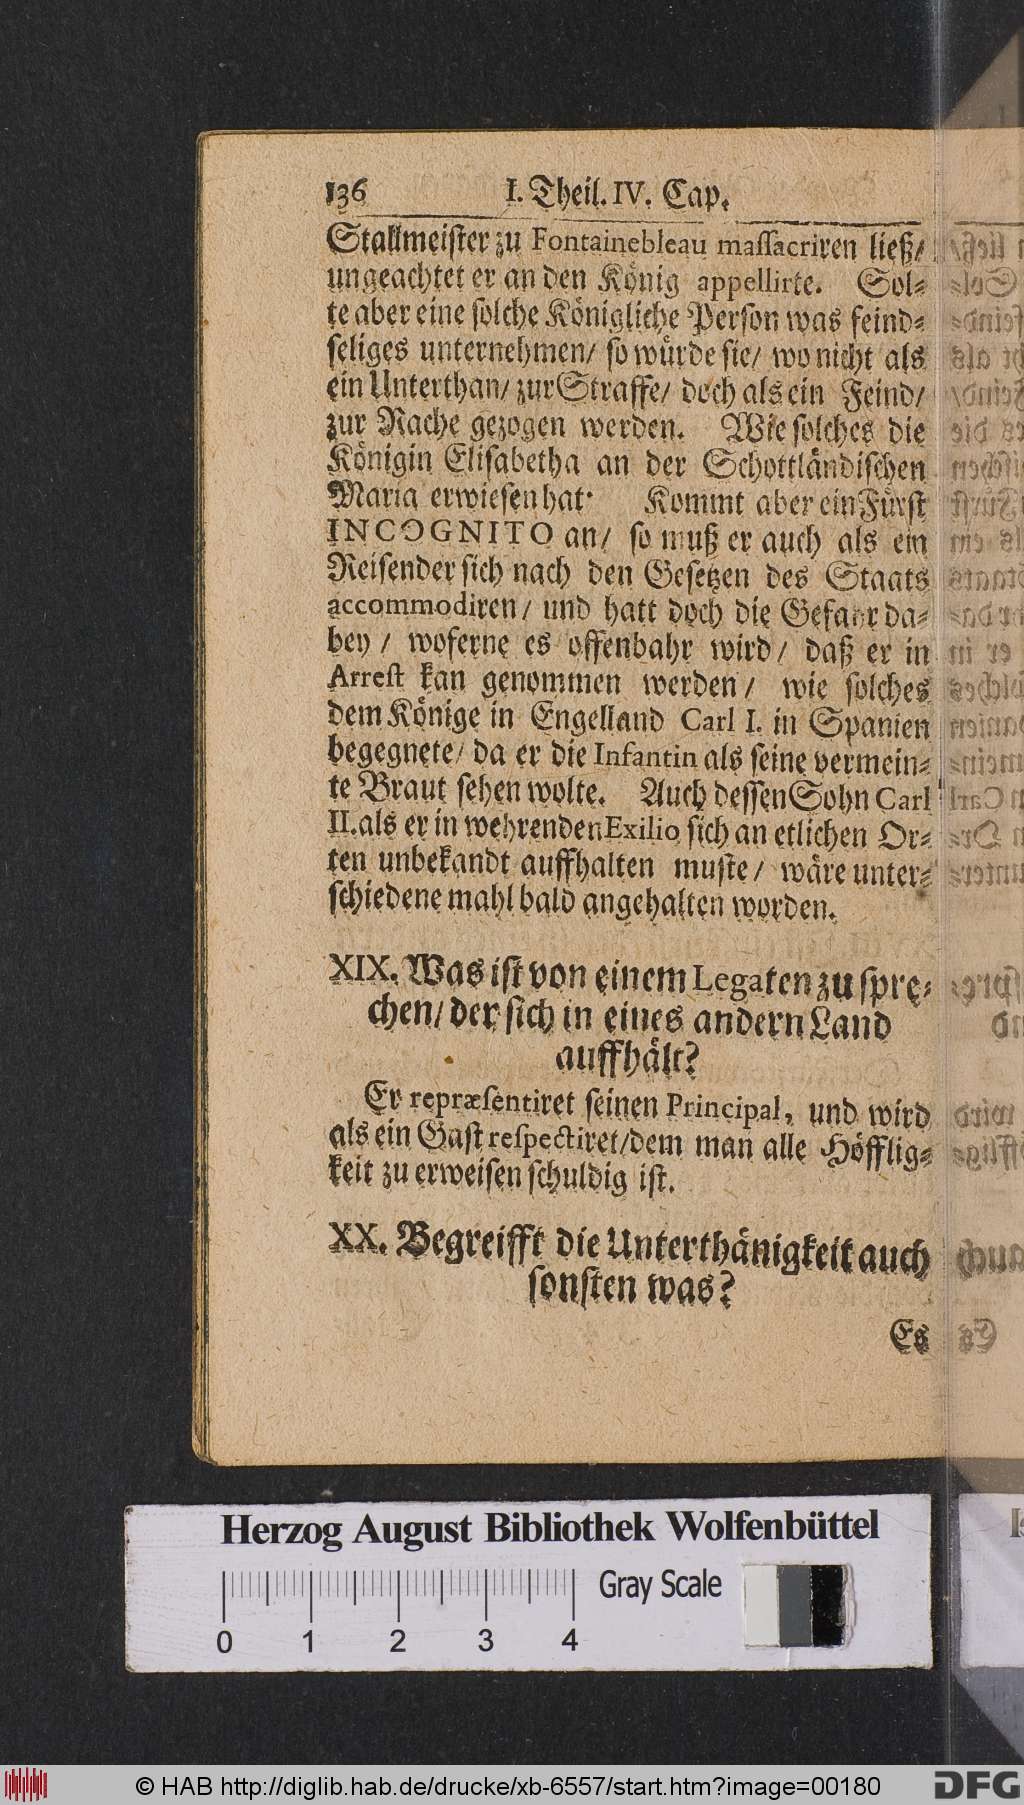 136 I. Theil. IV. Cap.
Stallmeister zu Fontainebleau maſſacriren ließ/
ungeachtet er an den König appellirte. Sol-
te aber eine solche Königliche Person was feind-
seliges unternehmen/ so würde sie/ wo nicht als
ein Unterthan/ zur Straffe/ doch als ein Feind/
zur Rache gezogen werden. Wie solches die
Königin Elisabetha an der Schottländischen
Maria erwiesen hat. Kommt aber ein Fürst
INCOGNITO an/ so muß er auch als ein
Reisender sich nach den Gesetzen des Staats
accommodiren/ und hatt doch die Gefahr da-
bey/ woferne es offenbahr wird/ daß er in
Arrest kan genommen werden/ wie solches
dem Könige in Engelland Carl I. in Spanien
begegnete/ da er die Infantin als seine vermein-
te Braut sehen wolte. Auch dessen Sohn Carl
II. als er in wehrenden Exilio sich an etlichen Or-
ten unbekandt auffhalten muste/ wäre unter-
schiedene mahl bald angehalten worden.
XIX. Was ist von einem Legaten zu spre-
chen/ der sich in eines andern Land
auffhält?
Er repræsentiret seinen Principal, und wird
als ein Gast respectiret/ dem man alle Höfflig-
keit zu erweisen schuldig ist.
XX. Begreifft die Unterthänigkeit auch
sonsten was?
Es
Herzog August Bibliothek Wolfenbüttel
Gray Scale
0 1 2 3 4
© HAB http://diglib.hab.de/drucke/xb-6557/start.htm?image=00180
DFG